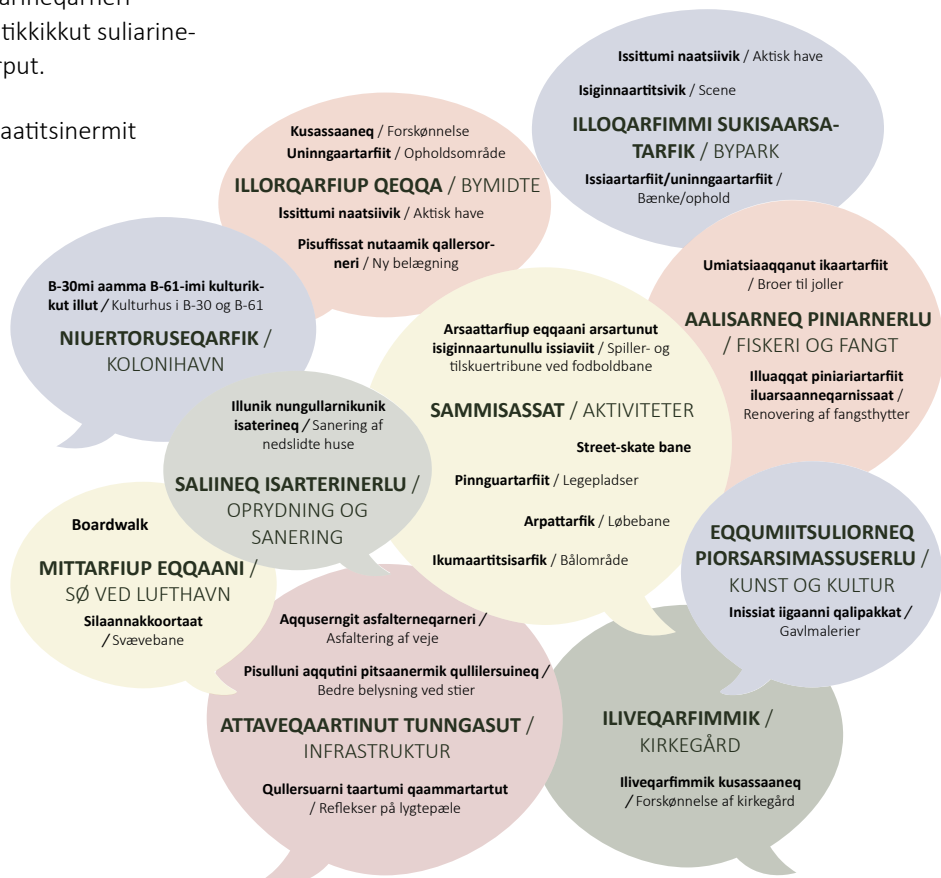 arineqarneri
tikkikkut suliarine-
rput.
aatitsinermit
Issittumi naatsiivik / Aktisk have
Isiginnaartitsivik / Scene
ILLOQARFIMMI SUKISAARSA-
TARFIK / BYPARK
Issiaartarfiit/uninngaartarfiit /
Bænke/ophold
Kusassaaneq / Forskønnelse
Uninngaartarfiit / Opholdsområde
ILLORQARFIUP QEQQA / BYMIDTE
Issittumi naatsiivik / Aktisk have
Pisuffissat nutaamik qallersor-
neri / Ny belægning
B-30mi aamma B-61-imi kulturik-
kut illut / Kulturhus i B-30 og B-61
NIUERTORUSEQARFIK /
KOLONIHAVN
Umiatsiaaqqanut ikaartarfiit
/ Broer til joller
AALISARNEQ PINIARNERLU
/ FISKERI OG FANGT
Illuaqqat piniariartarfiit
iluarsaanneqarnissaat /
Renovering af fangsthytter
Arsaattarfiup eqqaani arsartunut
isiginnaartunullu issiaviit / Spiller- og
tilskuertribune ved fodboldbane
SAMMISASSAT / AKTIVITETER
Street-skate bane
Pinnguartarfiit / Legepladser
Arpattarfik / Løbebane
Ikumaartitsisarfik / Bålområde
Illunik nungullarnikunik
isaterineq / Sanering af
nedslidte huse
SALIINEQ ISARTERINERLU /
OPRYDNING OG
SANERING
Boardwalk
MITTARFIUP EQQAANI /
SØ VED LUFTHAVN
Silaannakkoortaat
/ Svævebane
EQQUMIITSULIORNEQ
PIORSARSIMASSUSERLU /
KUNST OG KULTUR
Inissiat iigaanni qalipakkat /
Gavlmalerier
Aqquserngit asfalterneqarneri /
Asfaltering af veje
Pisulluni aqqutini pitsaanermik qullilersuineq /
Bedre belysning ved stier
ATTAVEQAARTINUT TUNNGASUT /
INFRASTRUKTUR
Qullersuarni taartumi qaammartartut
/ Reflekser på lygtepæle
ILIVEQARFIMMIK /
KIRKEGÅRD
Iliveqarfimmik kusassaaneq
/ Forskønnelse af kirkegård